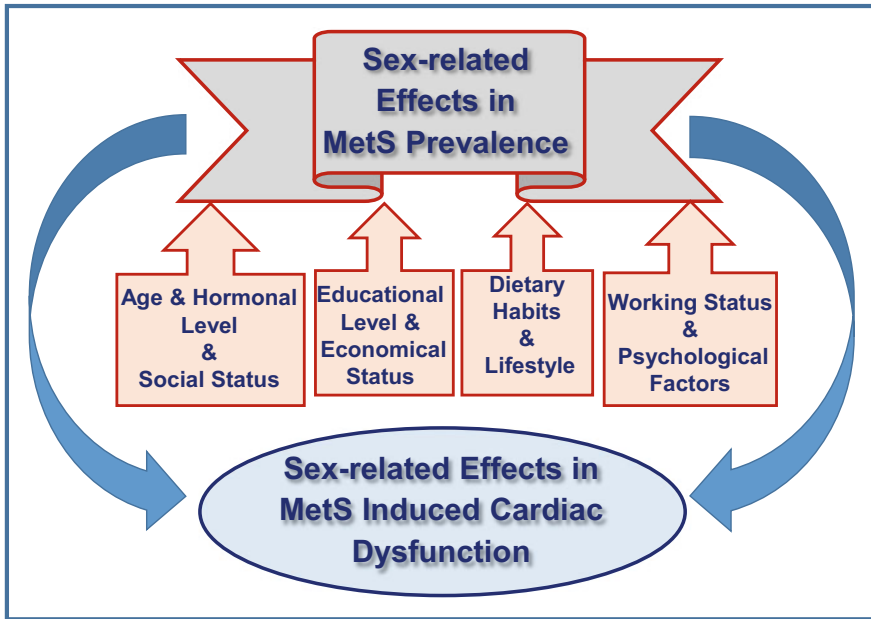 Sex-related
Effects in
MetS Prevalence
Age & Hormonal
Level
&
Social Status
Educational
Level &
Economical
Status
Dietary
Habits
&
Lifestyle
Working Status
&
Psychological
Factors
Sex-related Effects in
MetS Induced Cardiac
Dysfunction